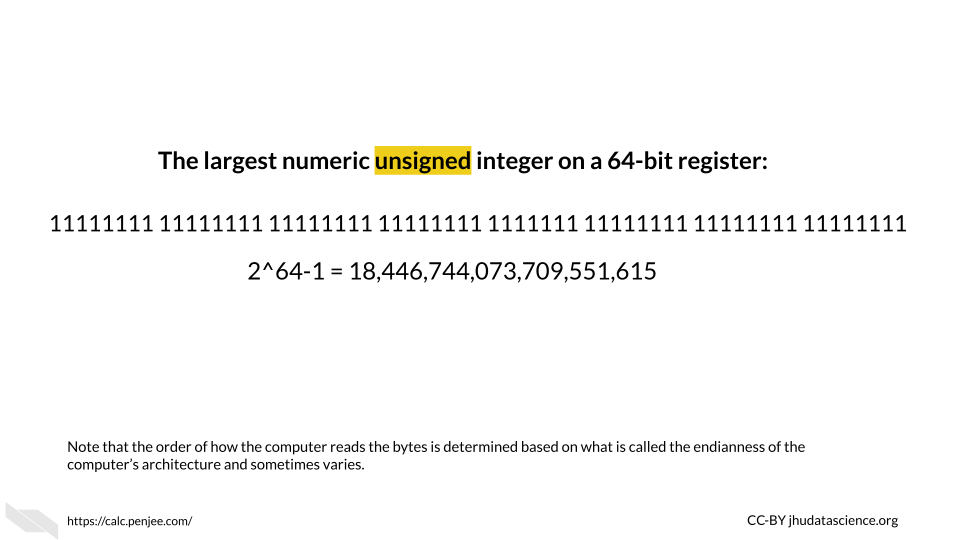 The largest numeric unsigned integer on a 64-bit register:
11111111 11111111 11111111 11111111 1111111 11111111 11111111 11111111
2^64-1 = 18,446,744,073,709,551,615
Note that the order of how the computer reads the bytes is determined based on what is called the endianness of the
computer’s architecture and sometimes varies.
https://calc.penjee.com/
CC-BY jhudatascience.org